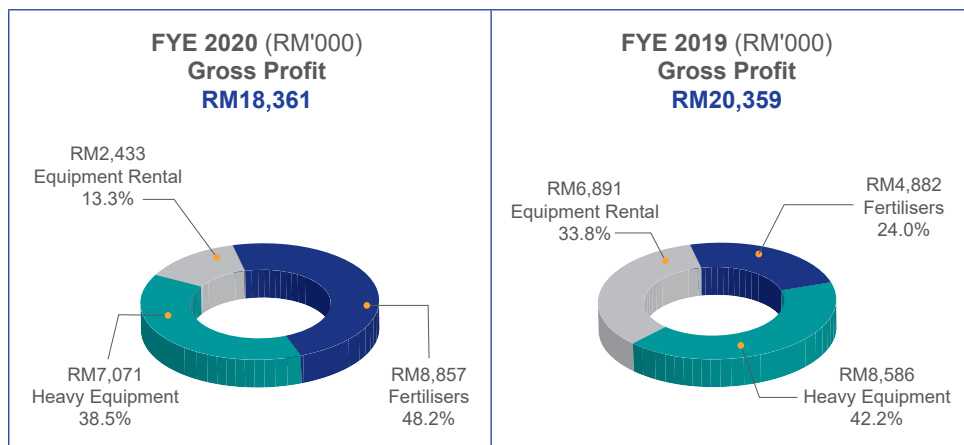 FYE 2020 (RM'000)
Gross Profit
RM18,361
RM2,433
Equipment Rental
13.3%
RM7,071
Heavy Equipment
38.5%
RM8,857
Fertilisers
48.2%
FYE 2019 (RM'000)
Gross Profit
RM20,359
RM6,891
Equipment Rental
33.8%
RM4,882
Fertilisers
24.0%
RM8,586
Heavy Equipment
42.2%